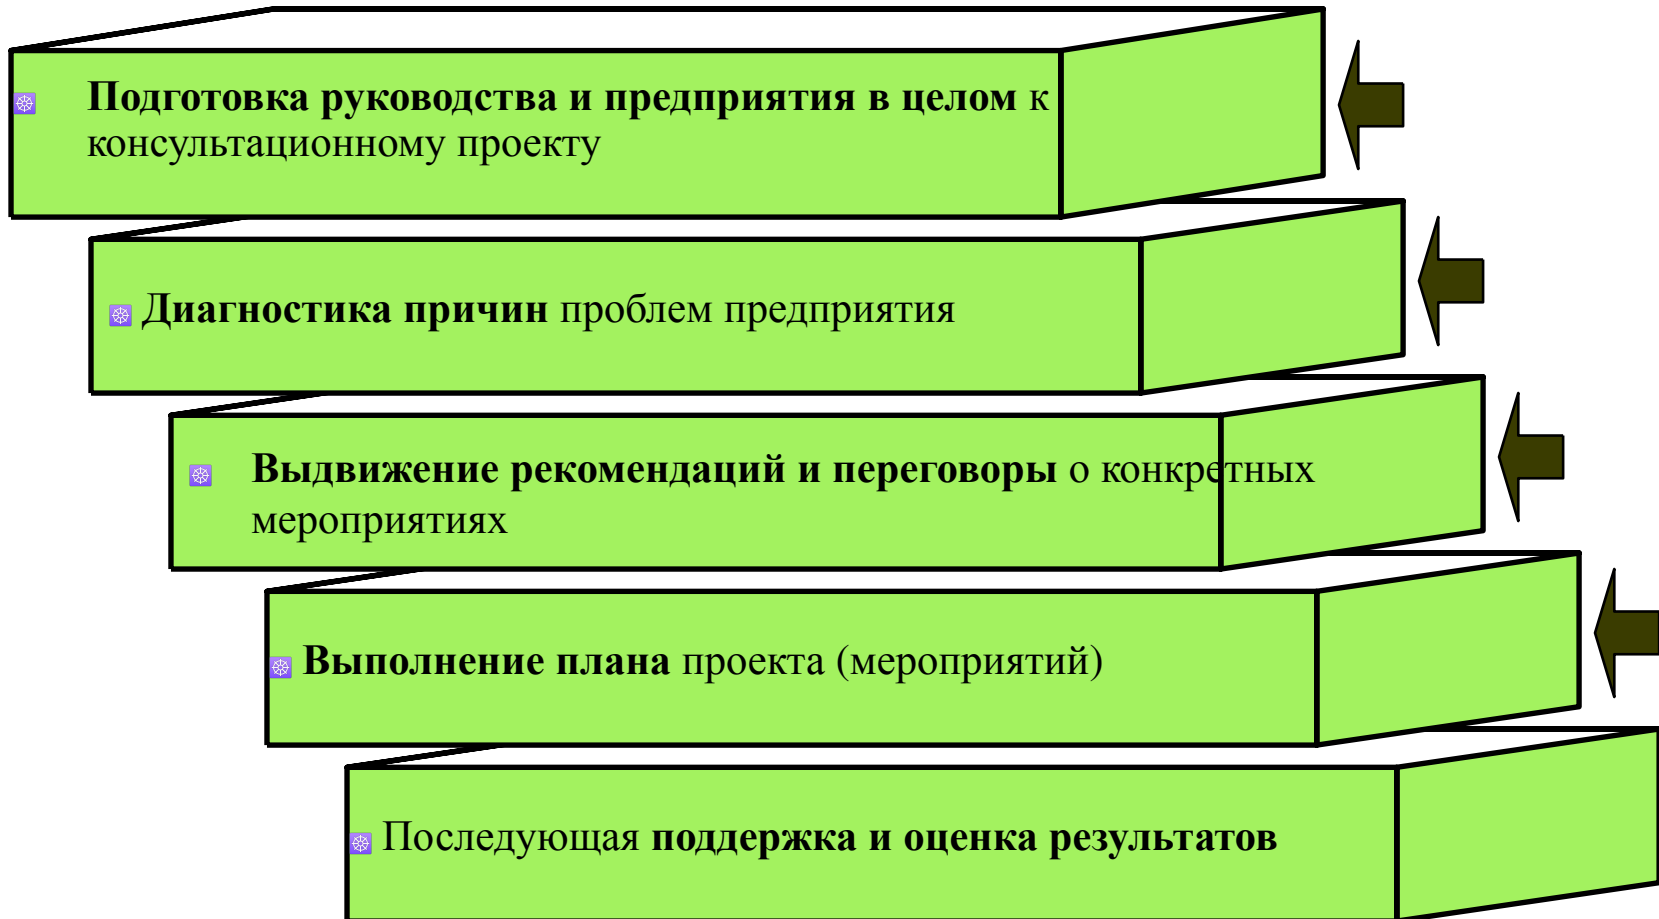 Подготовка руководства и предприятия в целом к
консультационному проекту
Диагностика причин проблем предприятия
Выдвижение рекомендаций и переговоры о конкретных
мероприятиях
Выполнение плана проекта (мероприятий)
Последующая поддержка и оценка результатов